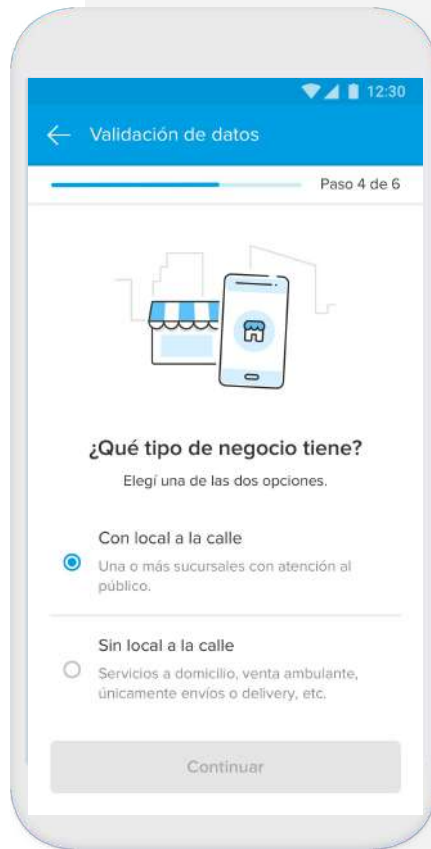 12:30
Validación de datos
Paso 4 de 6
¿Qué tipo de negocio tiene?
Elegí una de las dos opciones.
Con local a la calle
Una o más sucursales con atención al
público.
Sin local a la calle
Servicios a domicilio, venta ambulante,
únicamente envíos o delivery, etc.
Continuar